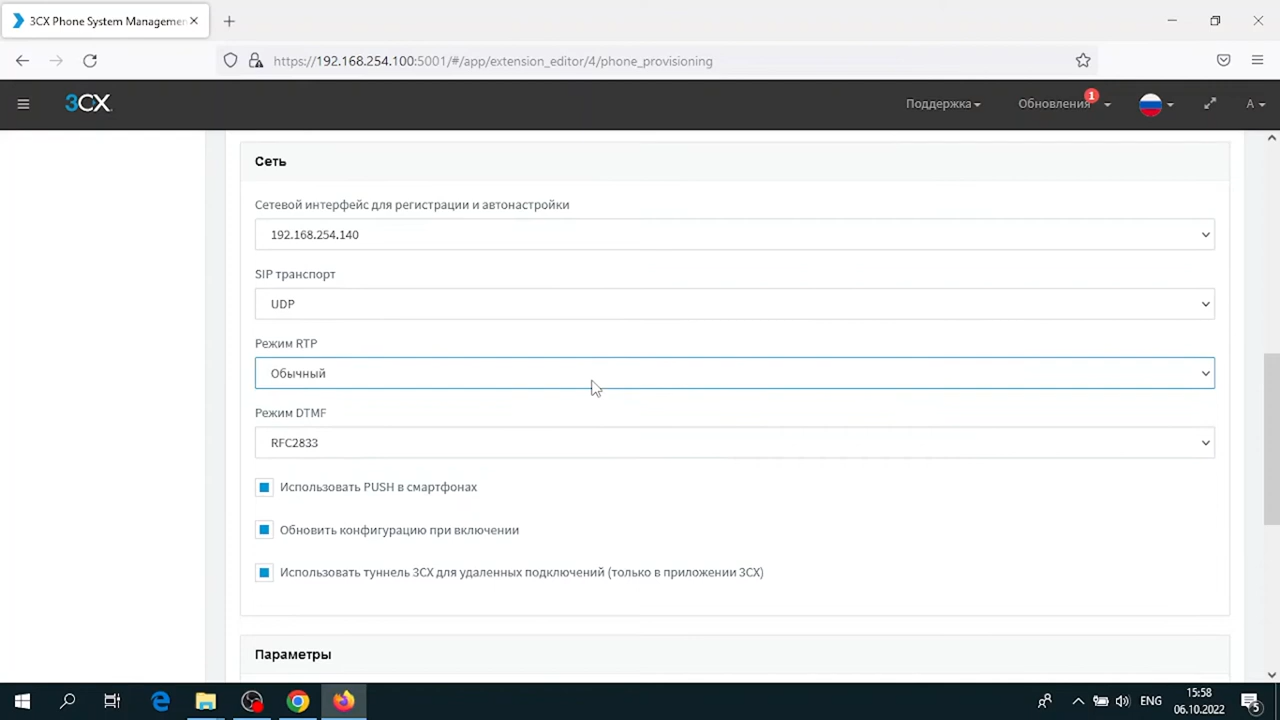 3CX Phone System Managemen
https://192.168.254.100:5001/#/app/extension_editor/4/phone_provisioning
3CX
Поддержка
Обновления
1
A
Сеть
Сетевой интерфейс для регистрации и автонастройки
192.168.254.140
SIP транспорт
UDP
Режим RTP
Обычный
Режим DTMF
RFC2833
Использовать PUSH в смартфонах
Обновить конфигурацию при включении
Использовать туннель 3CX для удаленных подключений (только в приложении 3CX)
Параметры
ENG
15:58
06.10.2022
5